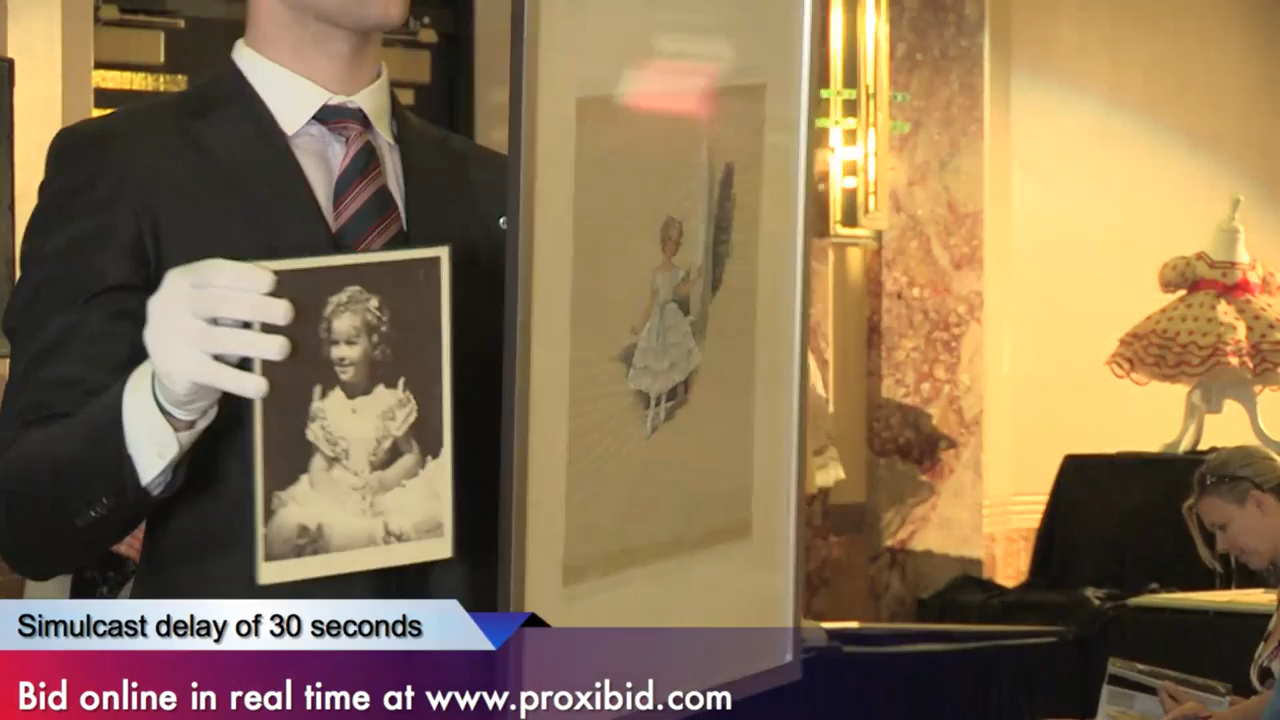 Simulcast delay of 30 seconds
Bid online in real time at www.proxibid.com